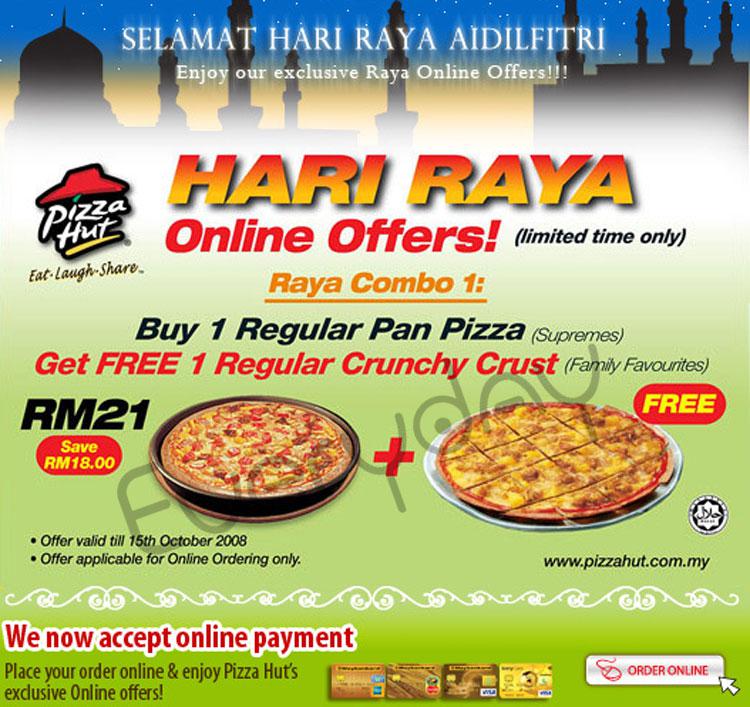 SELAMAT HARI RAYA AIDILFITRI
Enjoy our exclusive Raya Online Offers!!!
HARI RAYA
Online Offers! (limited time only)
Pizza
Hut
Eat·Laugh·Share
Raya Combo 1:
Buy 1 Regular Pan Pizza (Supremes)
Get FREE 1 Regular Crunchy Crust (Family Favourites)
RM21
Save
RM18.00
+
FREE
everyday
حلال
• Offer valid till 15th October 2008
• Offer applicable for Online Ordering only.
www.pizzahut.com.my
We now accept online payment
Place your order online & enjoy Pizza Hut's
exclusive Online offers!
VISA
VISA
ORDER ONLINE